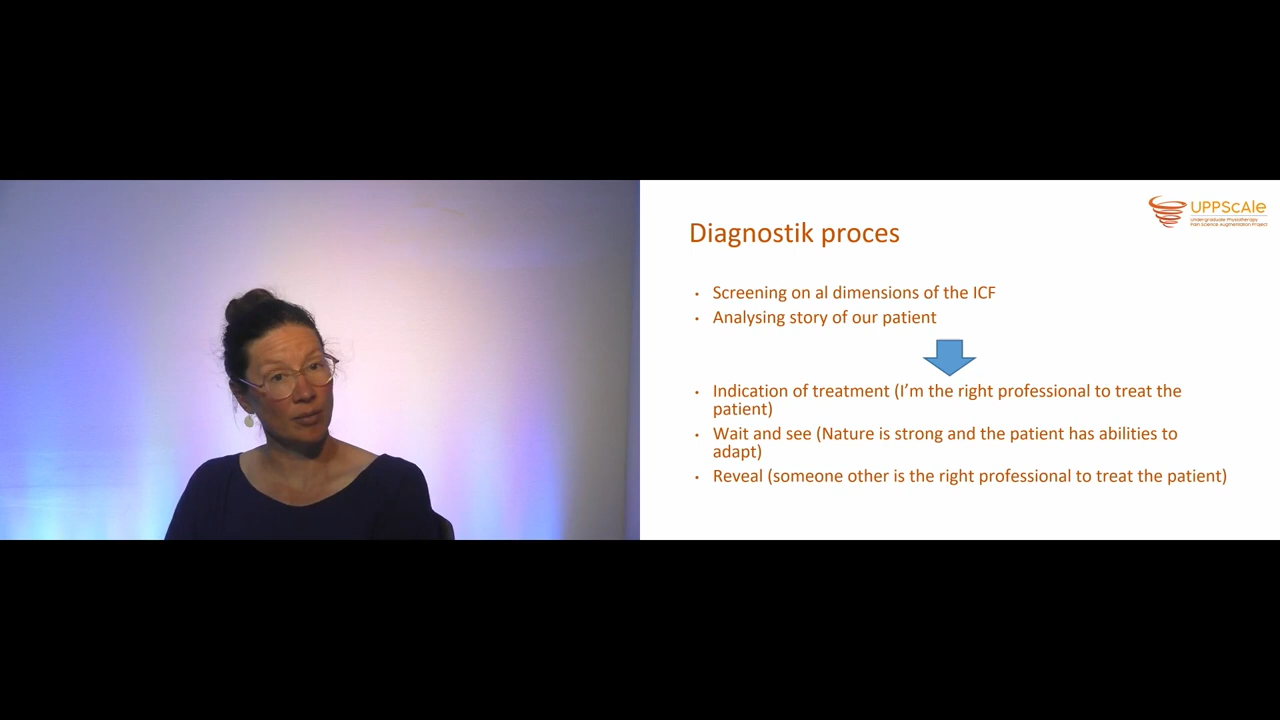 UPPScale
Undergraduate Physiotherapy
Pain Science Augmentation Project
Diagnostik proces
• Screening on al dimensions of the ICF
• Analysing story of our patient
• Indication of treatment (I'm the right professional to treat the
patient)
• Wait and see (Nature is strong and the patient has abilities to
adapt)
• Reveal (someone other is the right professional to treat the patient)